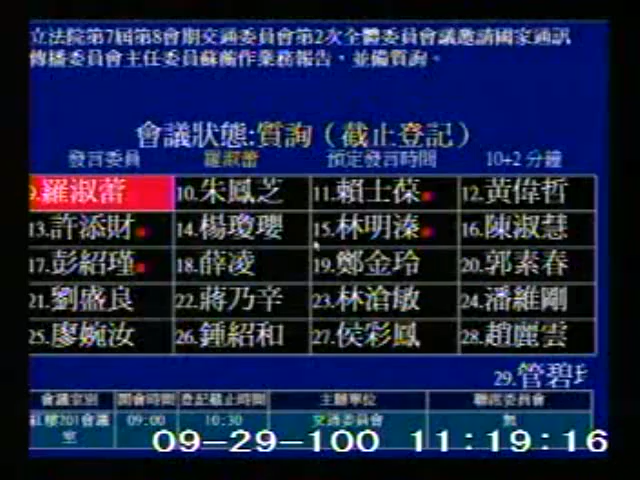 立法院第7屆第8會期交通委員會第2次全體委員會議邀請國家通訊
傳播委員會主任委員蘇蘅作業務報告，並備質詢。
會議狀態:質詢（截止登記）
發言委員 羅淑蕾 預定發言時間 10+2 分鐘
9.羅淑蕾 10.朱鳳芝 11.賴士葆 12.黃偉哲
13.許添財 14.楊瓊瓔 15.林明溱 16.陳淑慧
17.彭紹瑾 18.薛凌 19.鄭金玲 20.郭素春
21.劉盛良 22.蔣乃辛 23.林滄敏 24.潘維剛
25.廖婉汝 26.鍾紹和 27.侯彩鳳 28.趙麗雲
29.管碧玲
會議室別 開會時間 登記截止時間 主辦單位 聯席委員會
紅樓201會議 09:00 10:30 交通委員會 無
室
09-29-100 11:19:16